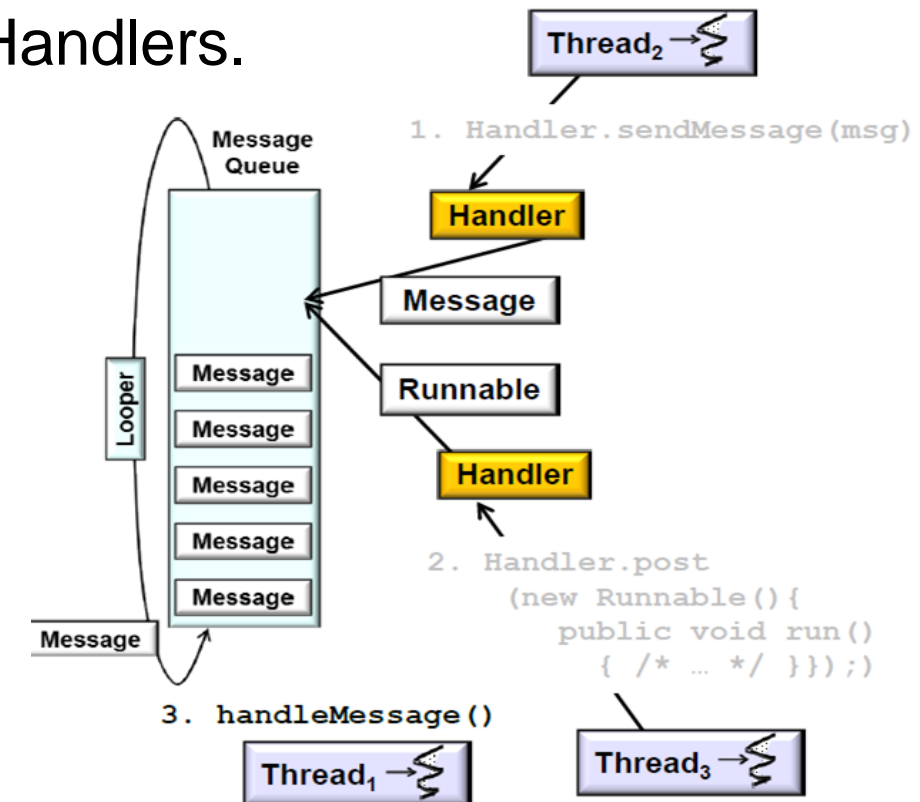 Handlers.
Thread2
1. Handler.sendMessage(msg)
Message
Queue
Handler
Message
Message
Runnable
Looper
Message
Message
Handler
Message
2. Handler.post
(new Runnable(){
Message
public void run()
Message
{ /* … */ }});)
3. handleMessage()
Thread1
Thread3